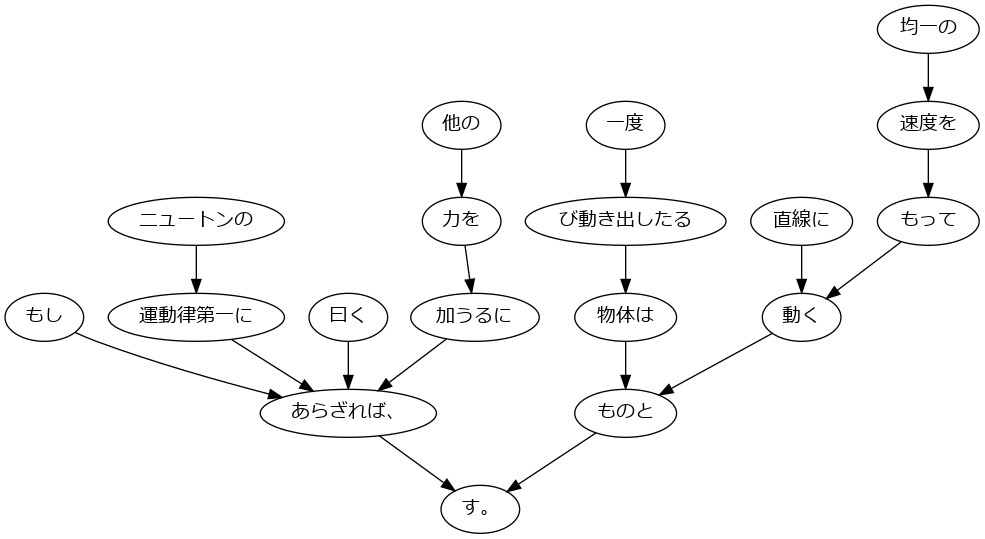 均一の
他の
一度
速度を
ニュートンの
力を
び動き出したる
直線に
もって
もし
運動律第一に
曰く
加うるに
物体は
動く
あらざれば、
ものと
す。